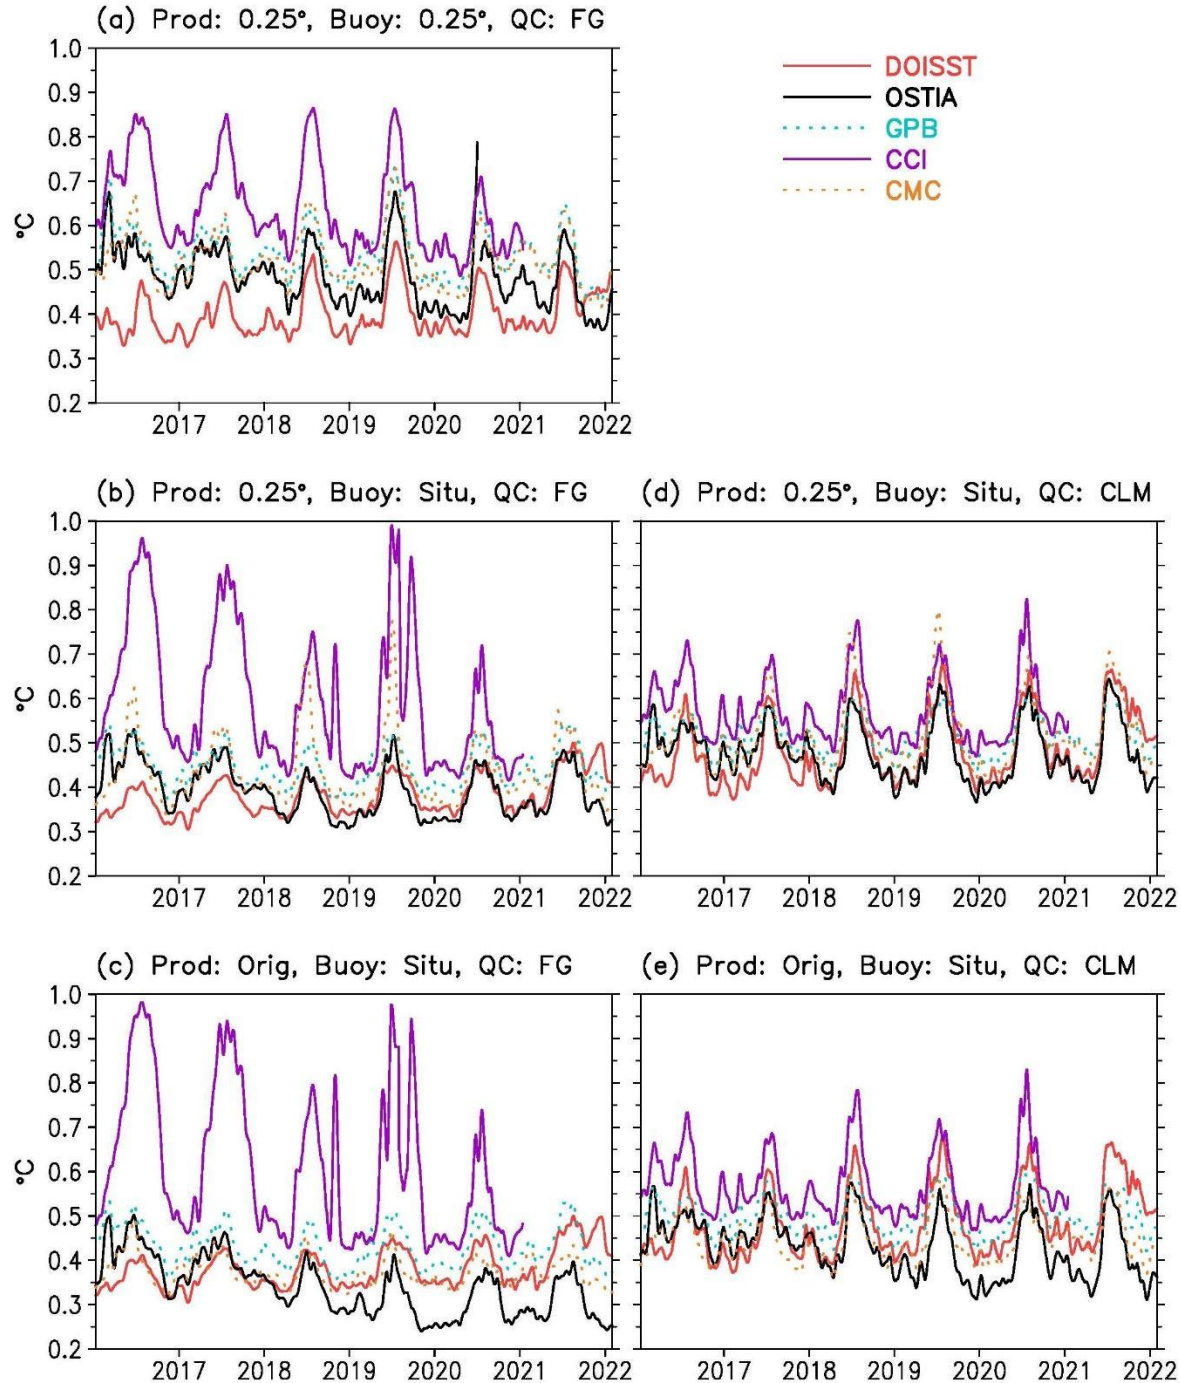 (a) Prod: 0.25°, Buoy: 0.25°, QC: FG
1.0
0.9
0.8
0.7
0.6
0.5
0.4
0.3
0.2
°C
2017 2018 2019 2020 2021 2022
DOISST
OSTIA
GPB
CCI
CMC
(b) Prod: 0.25°, Buoy: Situ, QC: FG
1.0
0.9
0.8
0.7
0.6
0.5
0.4
0.3
0.2
°C
2017 2018 2019 2020 2021 2022
(d) Prod: 0.25°, Buoy: Situ, QC: CLM
2017 2018 2019 2020 2021 2022
(c) Prod: Orig, Buoy: Situ, QC: FG
1.0
0.9
0.8
0.7
0.6
0.5
0.4
0.3
0.2
°C
2017 2018 2019 2020 2021 2022
(e) Prod: Orig, Buoy: Situ, QC: CLM
2017 2018 2019 2020 2021 2022